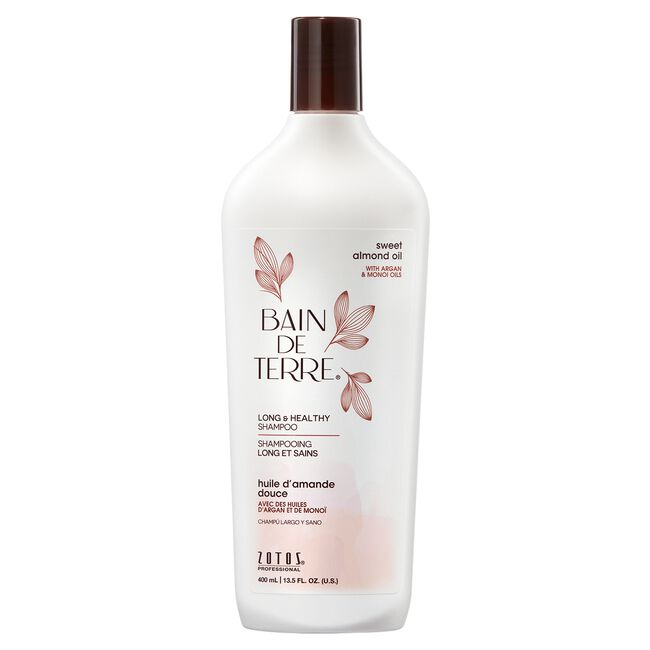 sweet
almond oil
WITH ARGAN
& MONOI OILS
BAIN
DE
TERRE®
LONG & HEALTHY
SHAMPOO
SHAMPOOING
LONG ET SAINS
huile d'amande
douce
AVEC DES HUILES
D'ARGAN ET DE MONOÏ
CHAMPÚ LARGO Y SANO
ZOTOS®
PROFESSIONAL
400 mL | 13.5 FL. OZ. (U.S.)